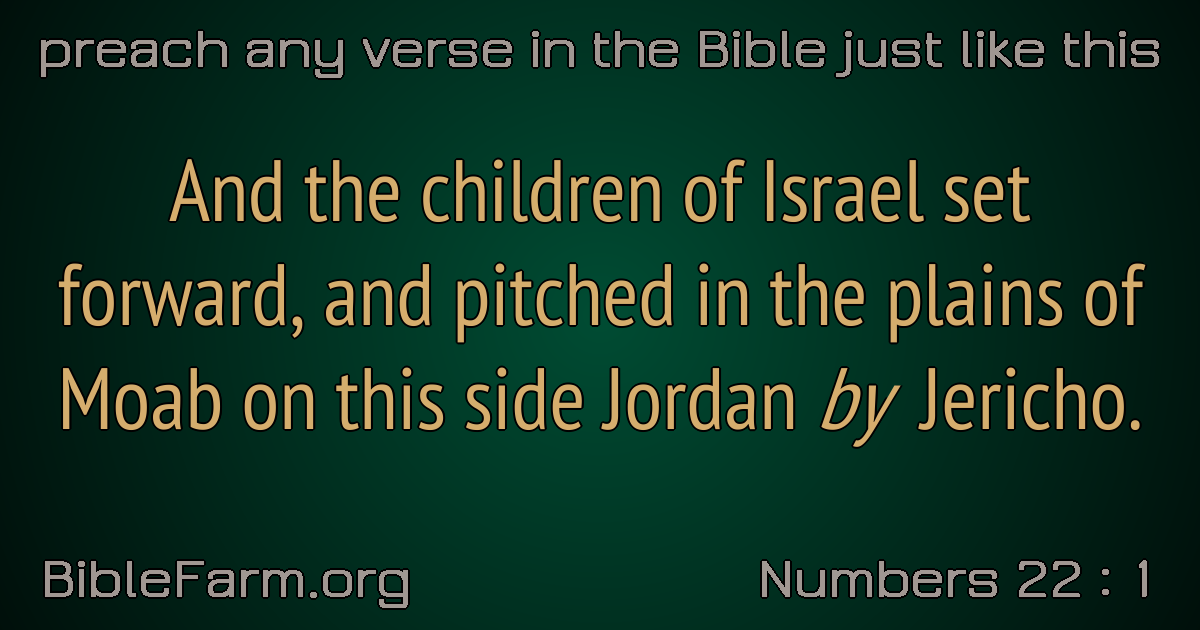 preach any verse in the Bible just like this
And the children of Israel set
forward, and pitched in the plains of
Moab on this side Jordan by Jericho.
BibleFarm.org
Numbers 22 : 1